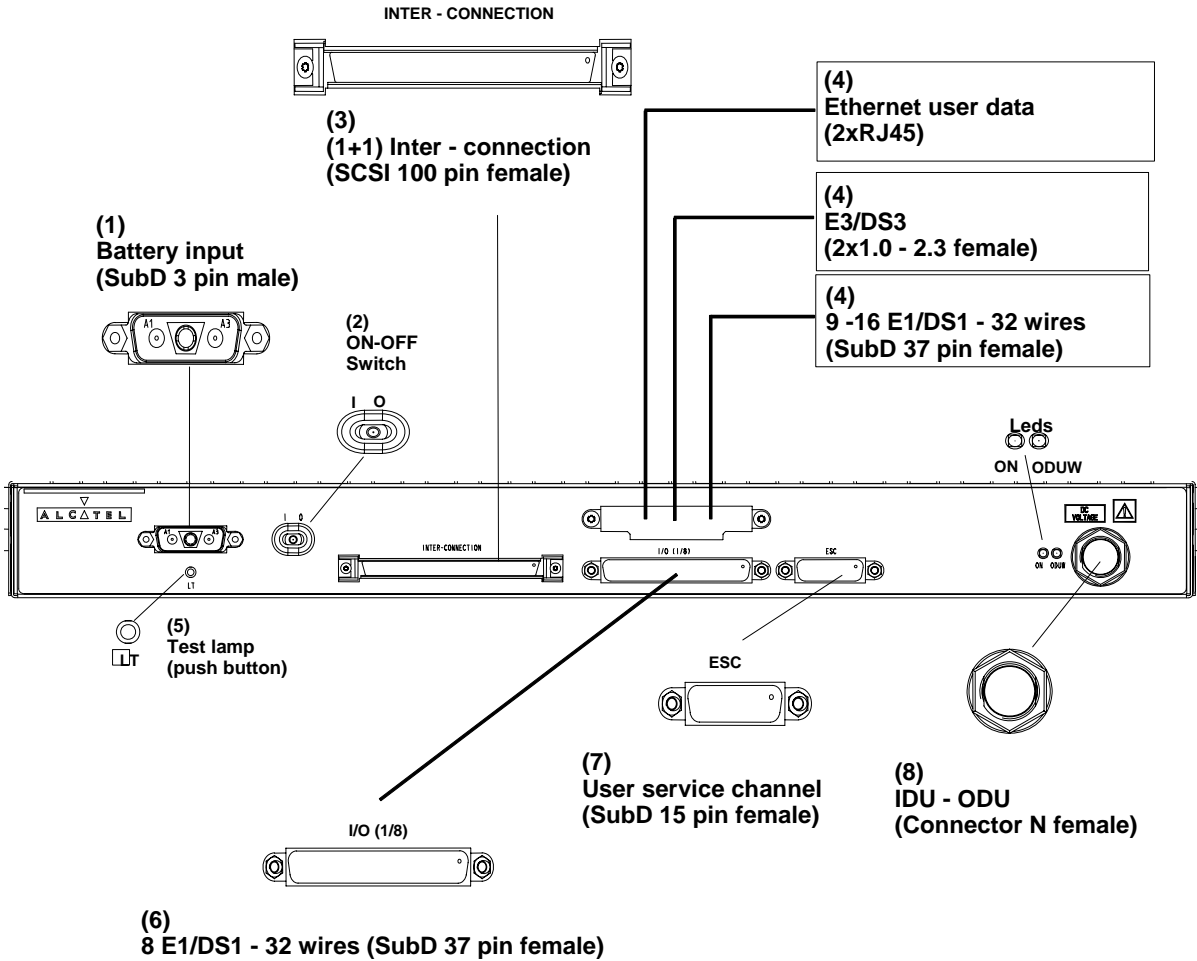 INTER - CONNECTION
(3)
(1+1) Inter - connection
(SCSI 100 pin female)
(4)
Ethernet user data
(2xRJ45)
(4)
E3/DS3
(2x1.0 - 2.3 female)
(4)
9 -16 E1/DS1 - 32 wires
(SubD 37 pin female)
(1)
Battery input
(SubD 3 pin male)
A1 A3
(2)
ON-OFF
Switch
I O
Leds
ON ODUW
ALCATEL
A1 A3
LT
I O
INTER-CONNECTION
I/O (1/8)
ESC
DC
VOLTAGE
ON ODUW
(5)
Test lamp
(push button)
LT
ESC
(7)
User service channel
(SubD 15 pin female)
(8)
IDU - ODU
(Connector N female)
I/O (1/8)
(6)
8 E1/DS1 - 32 wires (SubD 37 pin female)